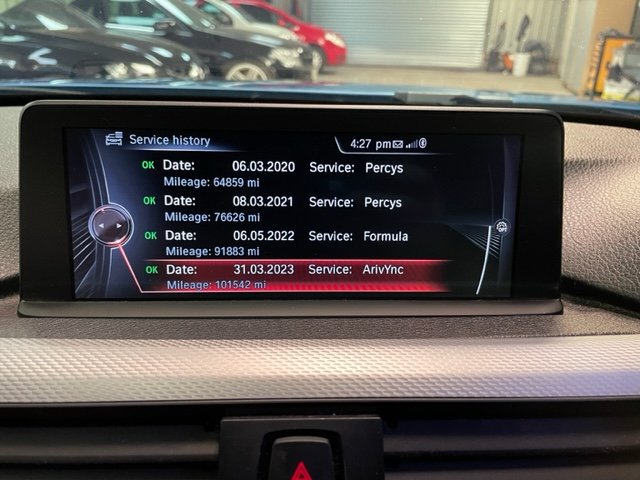 Service history
4:27 pm
OK Date: 06.03.2020 Service: Percys
Mileage: 64859 mi
OK Date: 08.03.2021 Service: Percys
Mileage: 76626 mi
OK Date: 06.05.2022 Service: Formula
Mileage: 91883 mi
OK Date: 31.03.2023 Service: ArivYnc
Mileage: 101542 mi
OFF